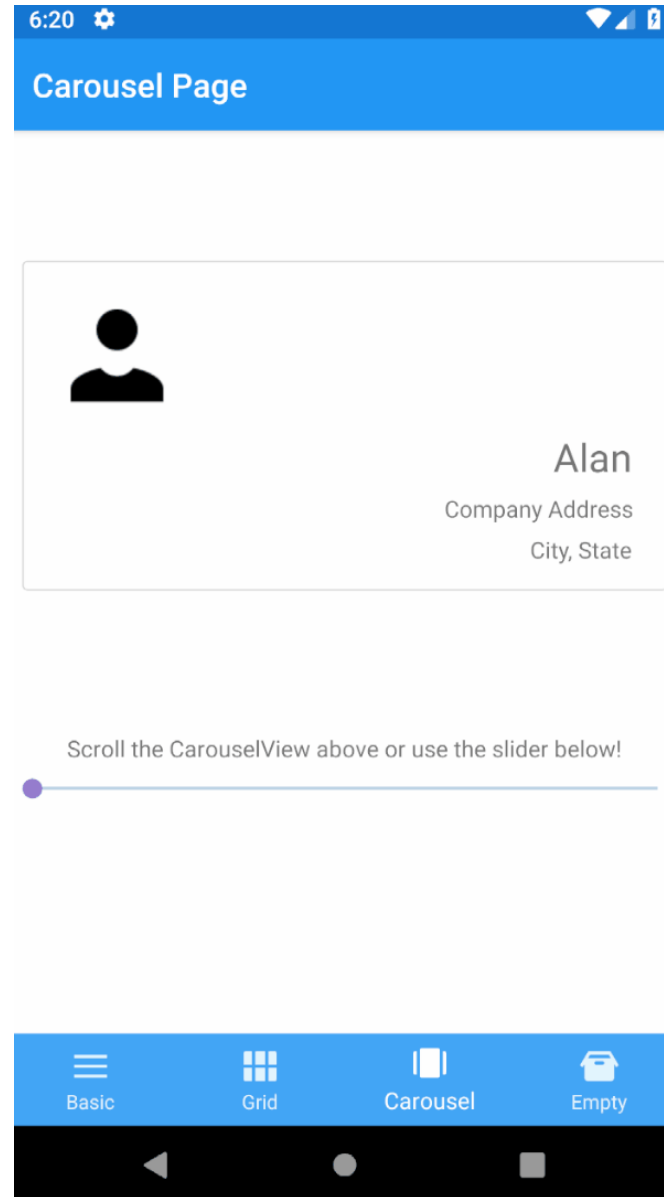 6:20
Carousel Page
Alan
Company Address
City, State
Scroll the CarouselView above or use the slider below!
Basic Grid Carousel Empty